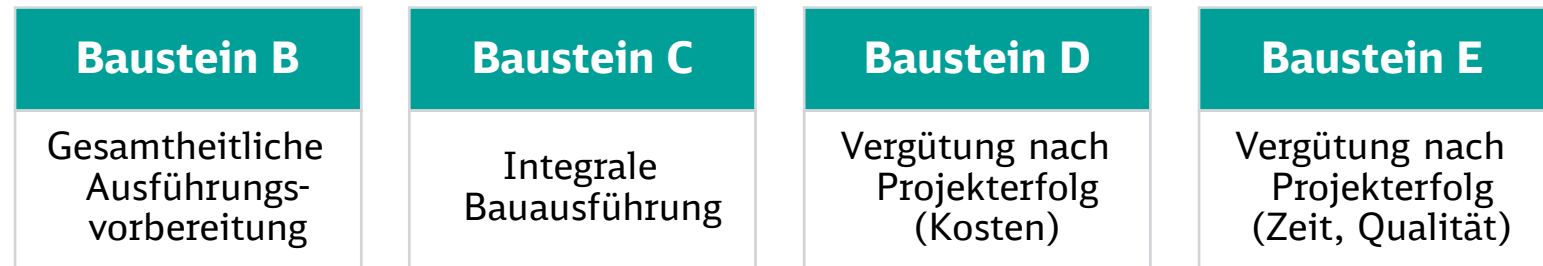 Baustein B
Gesamtheitliche
Ausführungs-
vorbereitung
Baustein C
Integrale
Bauausführung
Baustein D
Vergütung nach
Projekterfolg
(Kosten)
Baustein E
Vergütung nach
Projekterfolg
(Zeit, Qualität)